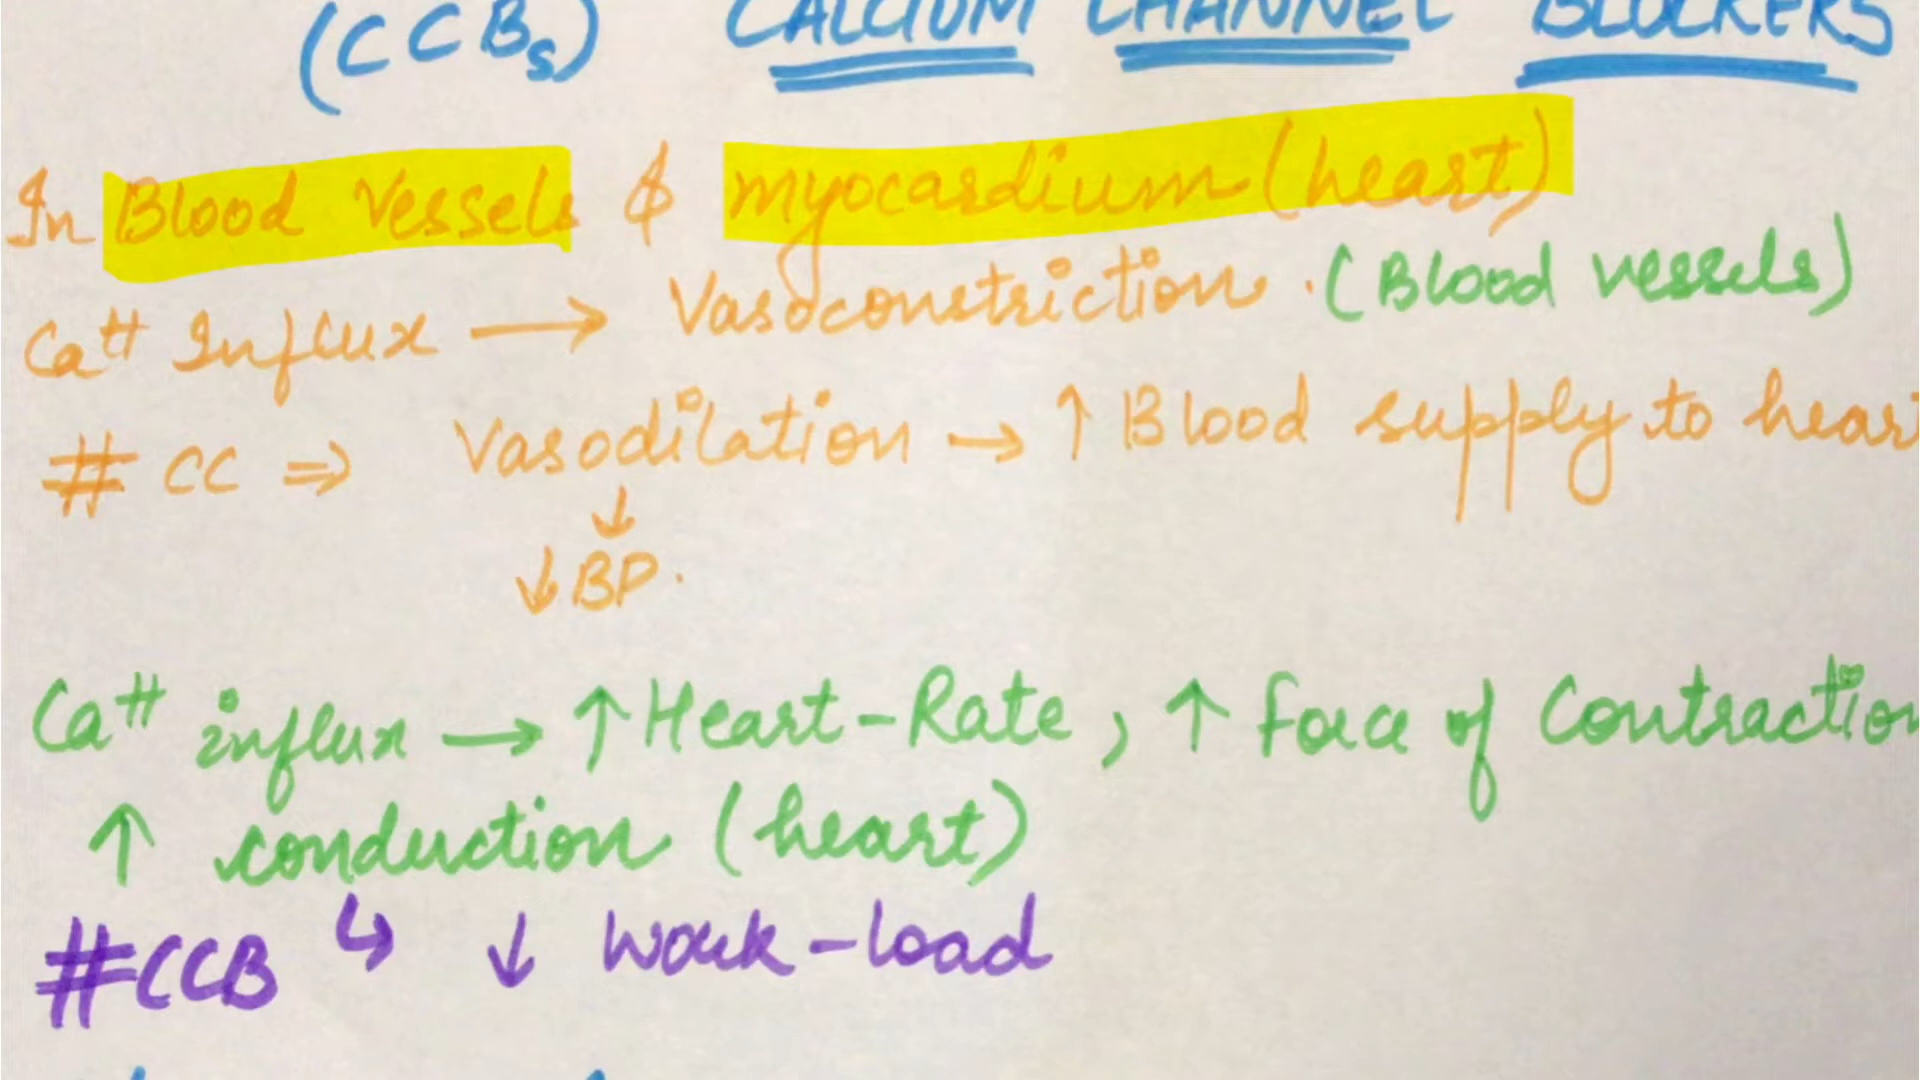 (CCBs) CALCIUM CHANNEL BLOCKERS
In Blood Vessels & myocardium (heart)
Ca++ Influx → Vasoconstriction. (Blood vessels)
# CC ⇒ Vasodilation → ↑ Blood supply to heart
↓
↓ BP.
Ca++ influx → ↑ Heart-Rate, ↑ Force of Contraction
↑ conduction (heart)
#CCB ↳ ↓ Work-load